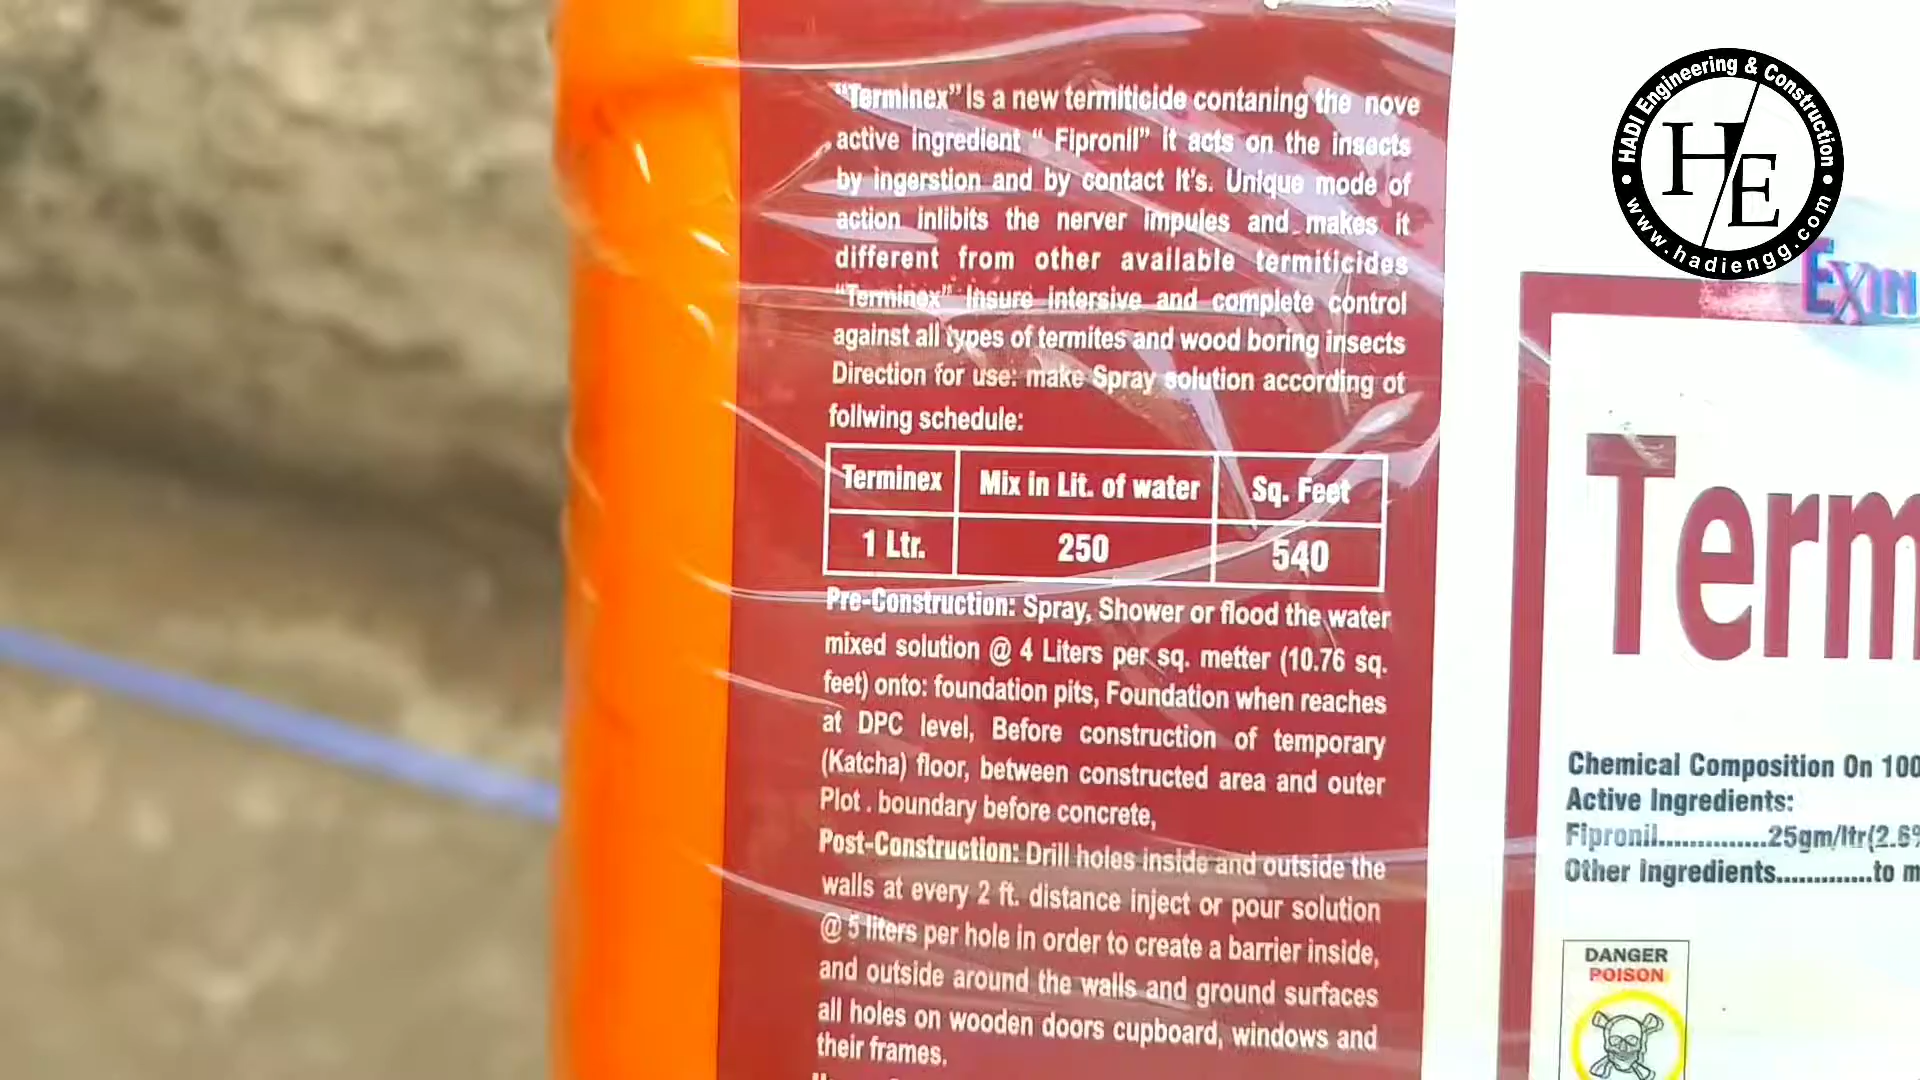 “Terminex” Is a new termiticide contaning the nove
active ingredient “ Fipronil” it acts on the insects
by ingerstion and by contact It's. Unique mode of
action inlibits the nerver impules and makes it
different from other available termiticides
“Terminex” Insure intersive and complete control
against all types of termites and wood boring insects
Direction for use: make Spray solution according ot
follwing schedule:
Terminex Mix in Lit. of water Sq. Feet
1 Ltr. 250 540
Pre-Construction: Spray, Shower or flood the water
mixed solution @ 4 Liters per sq. metter (10.76 sq.
feet) onto: foundation pits, Foundation when reaches
at DPC level, Before construction of temporary
(Katcha) floor, between constructed area and outer
Plot . boundary before concrete,
Post-Construction: Drill holes inside and outside the
walls at every 2 ft. distance inject or pour solution
@ 5 liters per hole in order to create a barrier inside,
and outside around the walls and ground surfaces
all holes on wooden doors cupboard, windows and
their frames.
HADI Engineering & Construction
HE
www.hadiengg.com
Exin
Term
Chemical Composition On 100
Active Ingredients:
Fipronil..............25gm/ltr(2.6%
Other Ingredients.............to m
DANGER
POISON